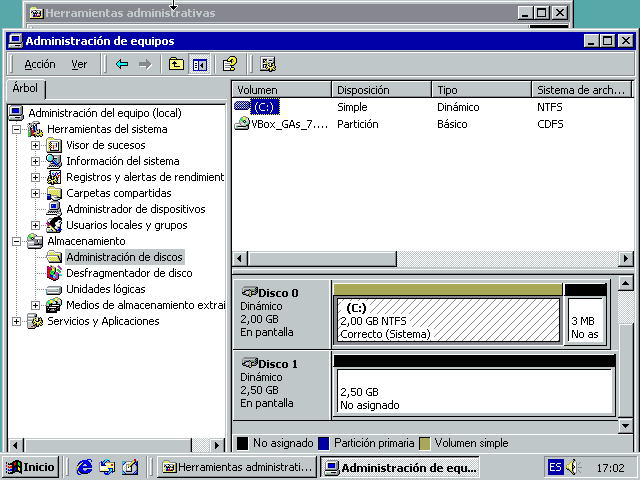 Herramientas administrativas
Administración de equipos
Acción Ver
Árbol
Administración del equipo (local)
Herramientas del sistema
Visor de sucesos
Información del sistema
Registros y alertas de rendimient
Carpetas compartidas
Administrador de dispositivos
Usuarios locales y grupos
Almacenamiento
Administración de discos
Desfragmentador de disco
Unidades lógicas
Medios de almacenamiento extrai
Servicios y Aplicaciones
Volumen Disposición Tipo Sistema de arch...
(C:) Simple Dinámico NTFS
VBox_GAs_7.... Partición Básico CDFS
Disco 0
Dinámico
2,00 GB
En pantalla
(C:)
2,00 GB NTFS
Correcto (Sistema)
3 MB
No as
Disco 1
Dinámico
2,50 GB
En pantalla
2,50 GB
No asignado
No asignado Partición primaria Volumen simple
Inicio Herramientas administrati... Administración de equ... ES 17:02